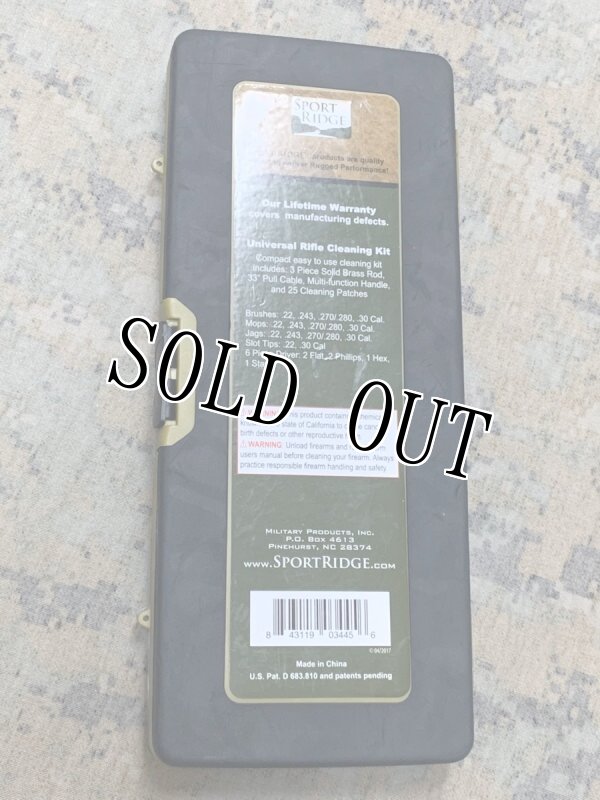 SPORT
RIDGE
products are quality
Rugged Performance!
Our Lifetime Warranty
covers manufacturing defects.
Universal Rifle Cleaning Kit
Compact easy to use cleaning kit
Includes: 3 Piece Solid Brass Rod,
33" Pull Cable, Multi-function Handle,
and 25 Cleaning Patches
Brushes: .22, .243, .270/.280, .30 Cal.
Mops: .22, .243, .270/.280, .30 Cal.
Jags: .22, .243, .270/.280, .30 Cal.
Slot Tips: .22, .30 Cal
6 Driver: 2 Flat, 2 Phillips, 1 Hex,
1
SOLD OUT
product
state of California to
birth defects or other reproductive
⚠ WARNING: Unload firearms and
users manual before cleaning your firearm. Always
practice responsible firearm handling and safety.
MILITARY PRODUCTS, INC.
P.O. BOX 4613
PINEHURST, NC 28374
WWW.SPORTRIDGE.COM
8 43119 03445 6
© 04/2017
Made in China
U.S. Pat. D 683.810 and patents pending